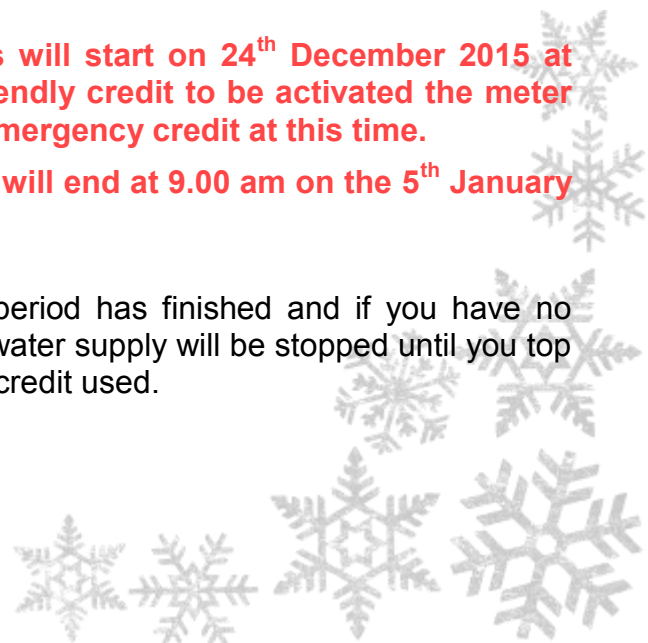 s will start on 24th December 2015 at
endly credit to be activated the meter
mergency credit at this time.
will end at 9.00 am on the 5th January
period has finished and if you have no
water supply will be stopped until you top
credit used.